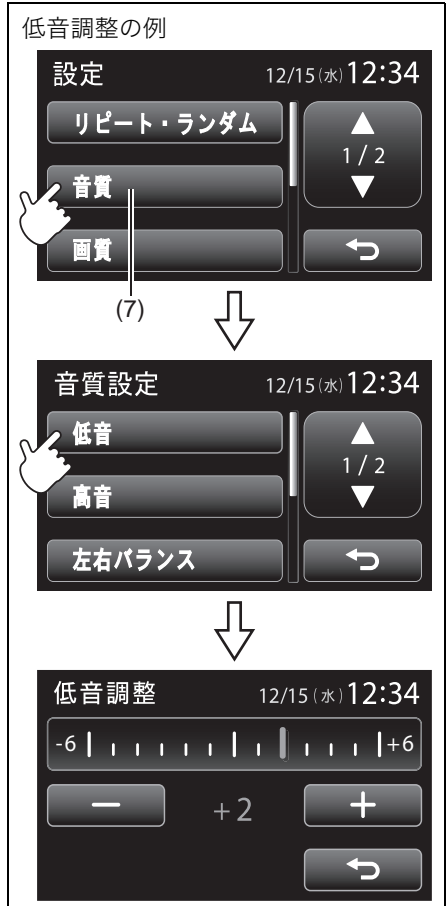 低音調整の例
設定 12/15(水)12:34
リピート・ランダム
音質
1 / 2
画質
(7)
音質設定 12/15(水)12:34
低音
1 / 2
高音
左右バランス
低音調整 12/15(水)12:34
-6 +6
− +2 +